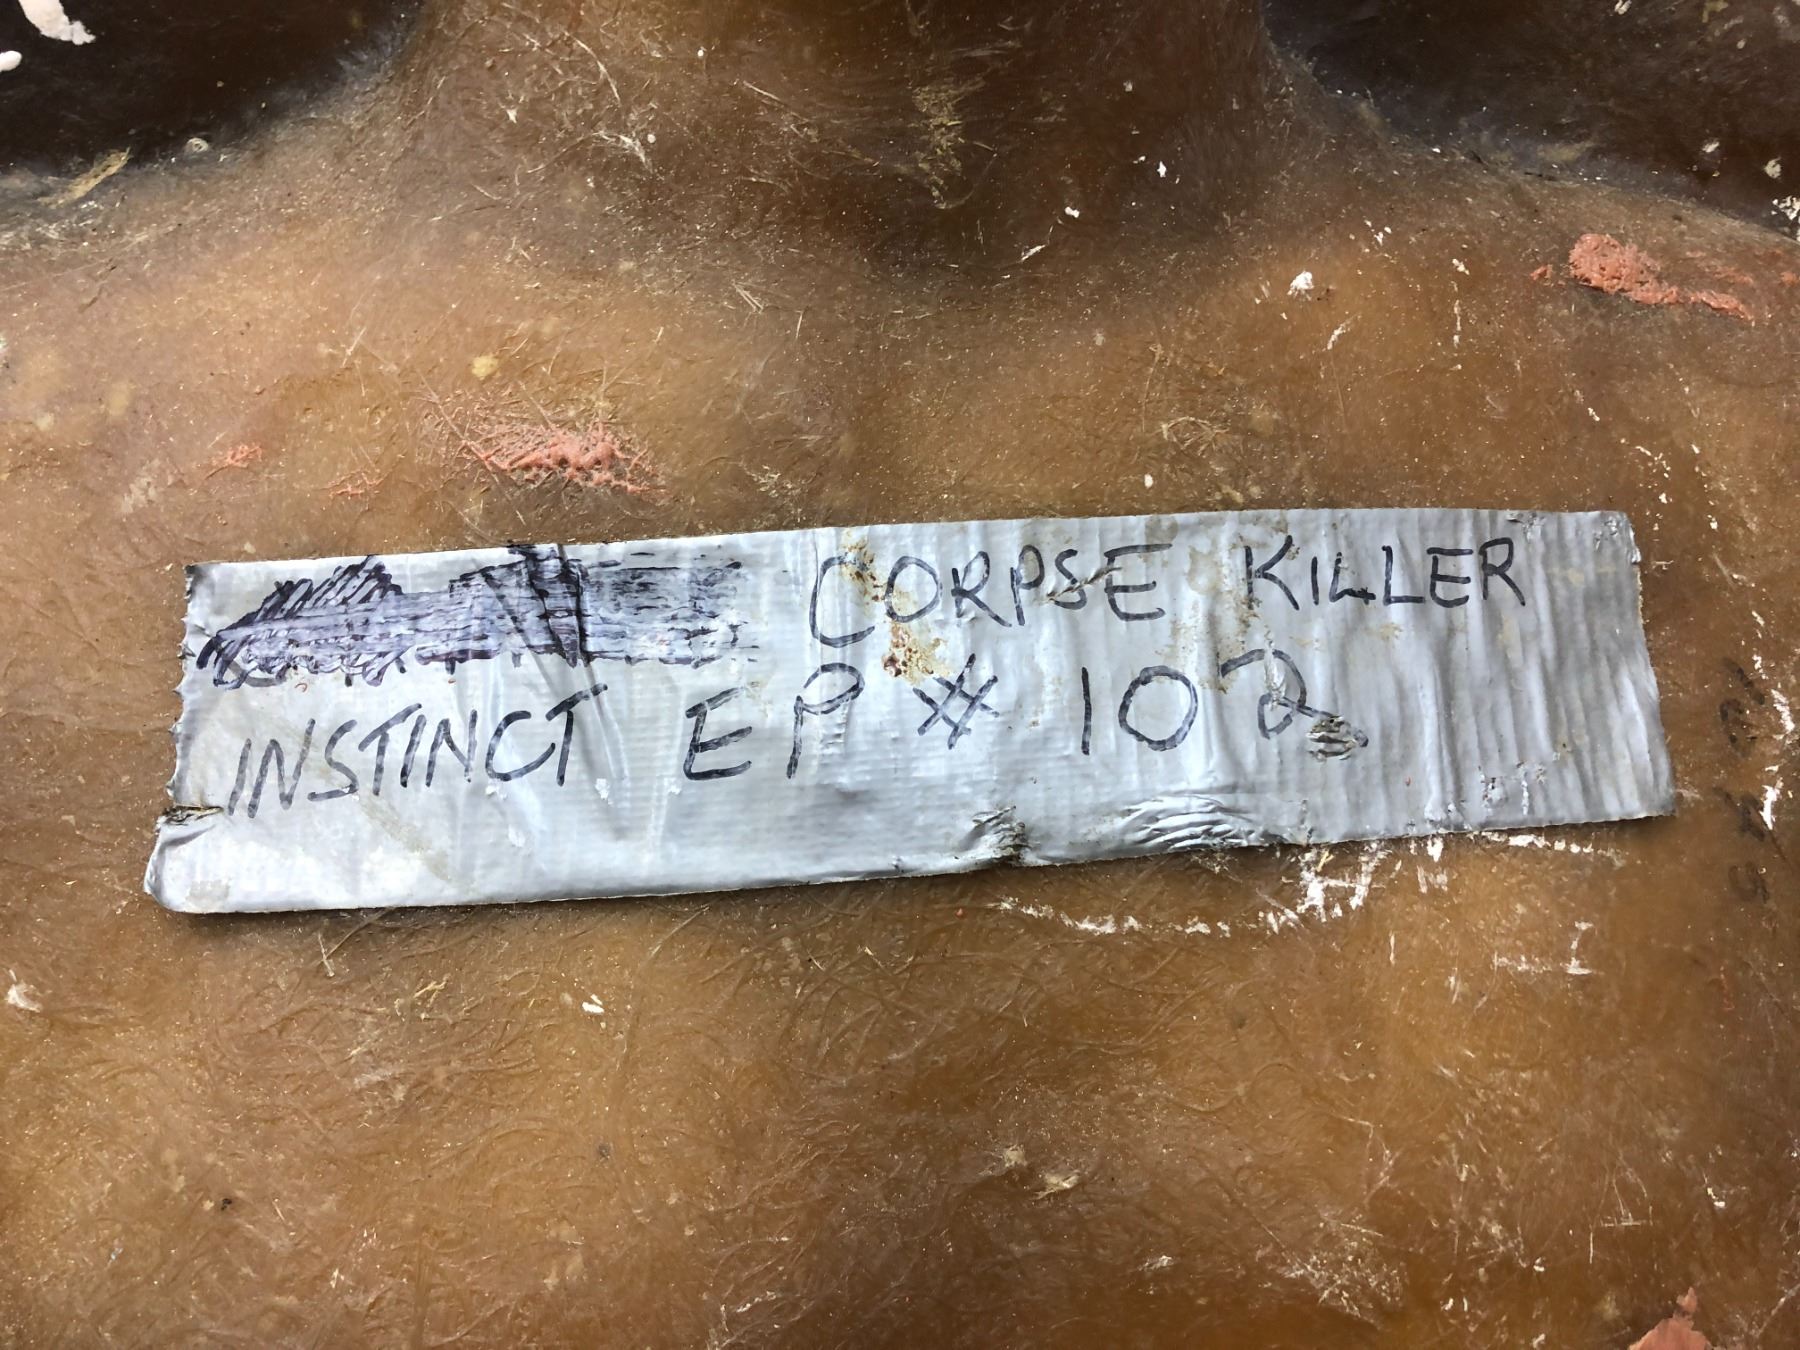 CORPSE KILLER
INSTINCT EP # 102